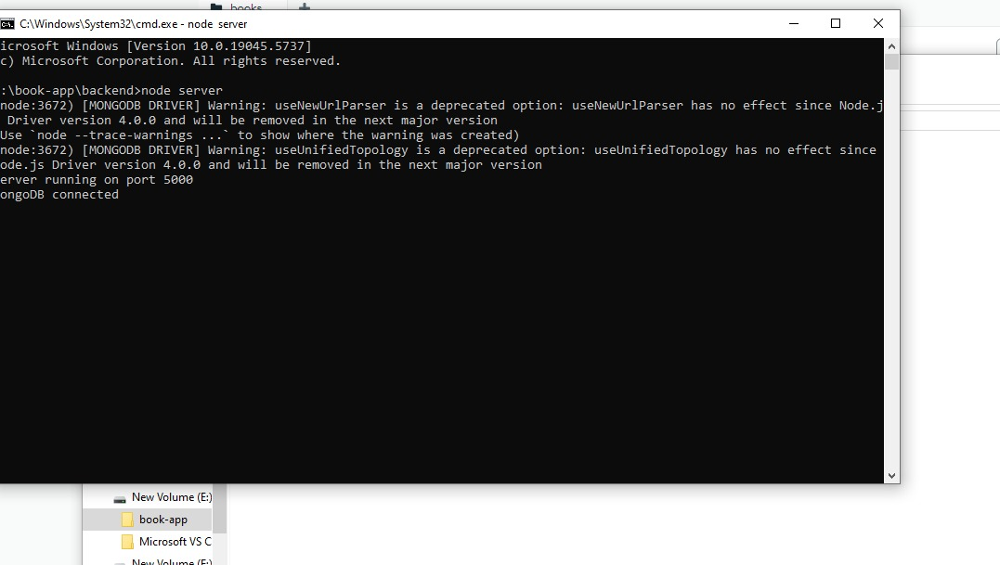 books
C:\Windows\System32\cmd.exe - node server
icrosoft Windows [Version 10.0.19045.5737]
c) Microsoft Corporation. All rights reserved.
:\book-app\backend>node server
node:3672) [MONGODB DRIVER] Warning: useNewUrlParser is a deprecated option: useNewUrlParser has no effect since Node.j
Driver version 4.0.0 and will be removed in the next major version
Use `node --trace-warnings ...` to show where the warning was created)
node:3672) [MONGODB DRIVER] Warning: useUnifiedTopology is a deprecated option: useUnifiedTopology has no effect since
ode.js Driver version 4.0.0 and will be removed in the next major version
erver running on port 5000
ongoDB connected
New Volume (E:)
book-app
Microsoft VS C
New Volume (F:)